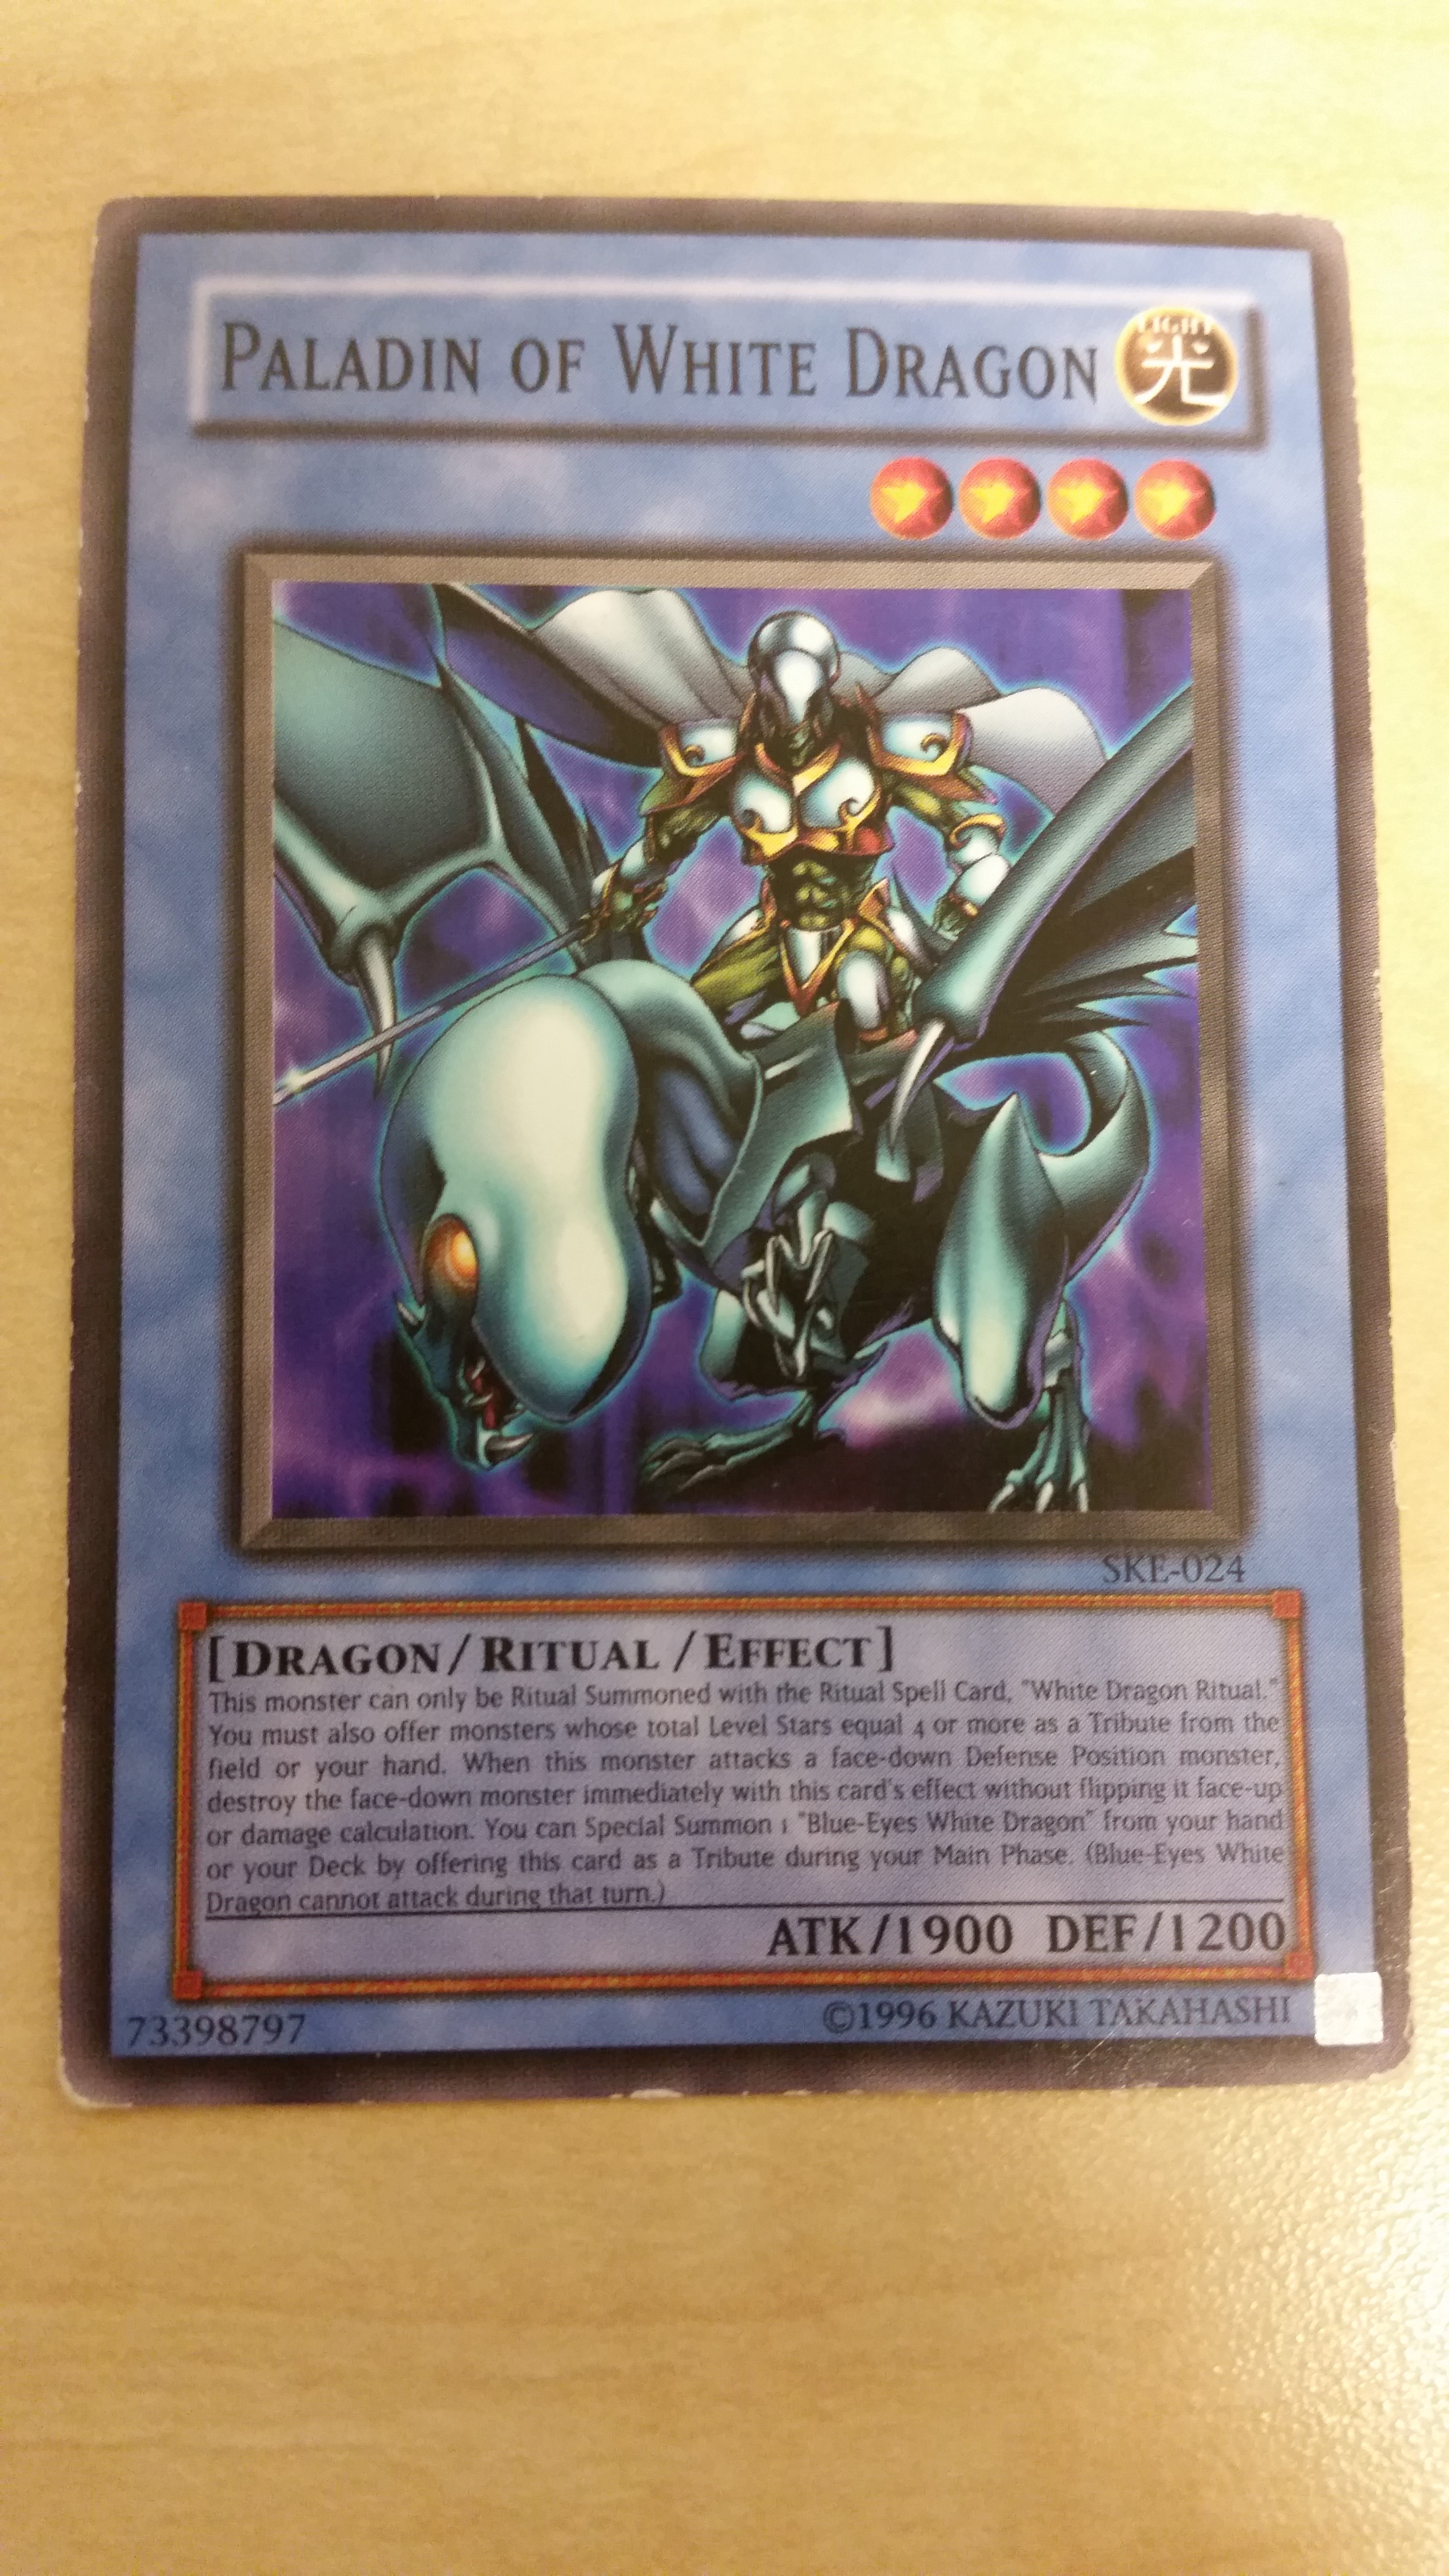 PALADIN OF WHITE DRAGON
LIGHT
光
SKE-024
[DRAGON/RITUAL/EFFECT]
This monster can only be Ritual Summoned with the Ritual Spell Card, "White Dragon Ritual."
You must also offer monsters whose total Level Stars equal 4 or more as a Tribute from the
field or your hand. When this monster attacks a face-down Defense Position monster,
destroy the face-down monster immediately with this card's effect without flipping it face-up
or damage calculation. You can Special Summon 1 "Blue-Eyes White Dragon" from your hand
or your Deck by offering this card as a Tribute during your Main Phase. (Blue-Eyes White
Dragon cannot attack during that turn.)
ATK/1900 DEF/1200
73398797
©1996 KAZUKI TAKAHASHI